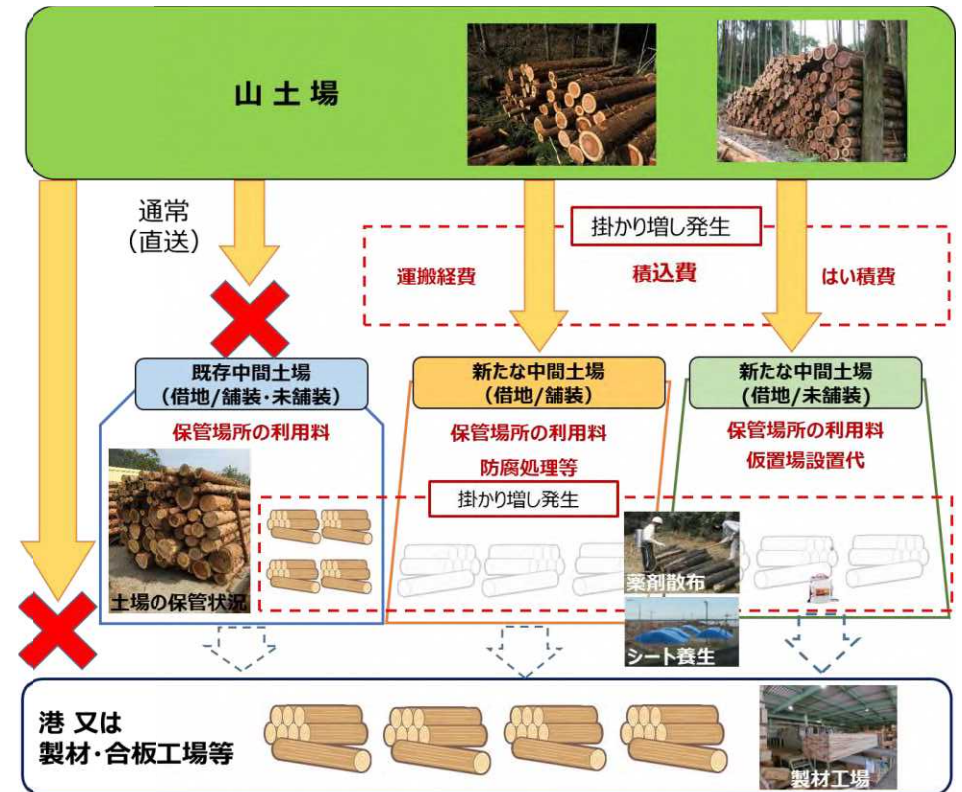 山土場
通常
（直送）
掛かり増し発生
運搬経費
積込費
はい積費
既存中間土場
（借地/舗装・未舗装）
保管場所の利用料
土場の保管状況
新たな中間土場
（借地/舗装）
保管場所の利用料
防腐処理等
新たな中間土場
(借地/未舗装)
保管場所の利用料
仮置場設置代
掛かり増し発生
薬剤散布
シート養生
港 又は
製材・合板工場等
製材工場